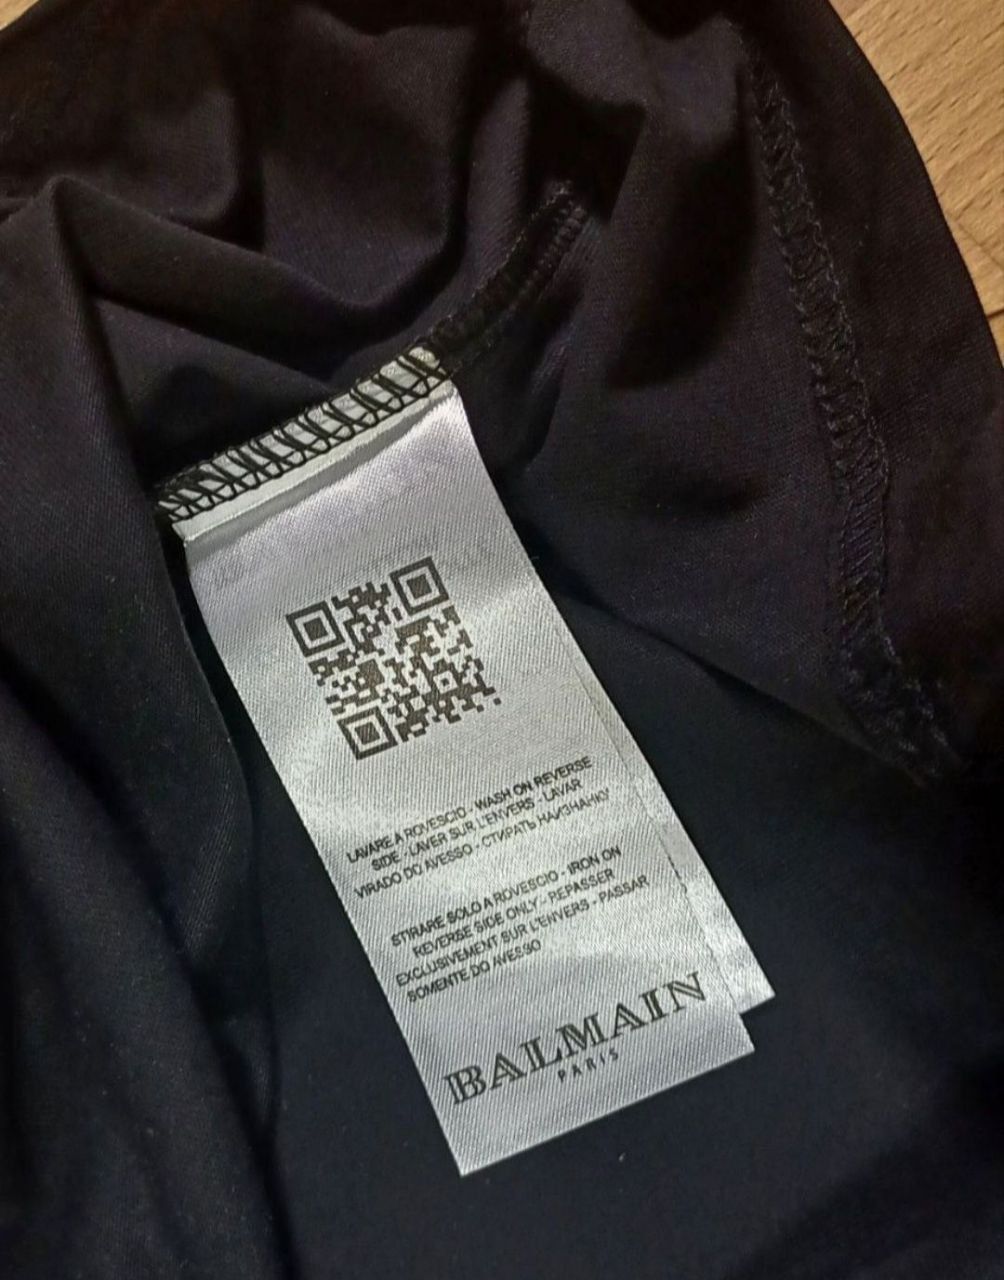 LAVARE A ROVESCIO - WASH ON REVERSE
SIDE - LAVER SUR L'ENVERS - LAVAR
VIRADO DO AVESSO - СТИРАТЬ НАИЗНАНКУ
STIRARE SOLO A ROVESCIO - IRON ON
REVERSE SIDE ONLY - REPASSER
EXCLUSIVEMENT SUR L'ENVERS - PASSAR
SOMENTE DO AVESSO
BALMAIN
PARIS